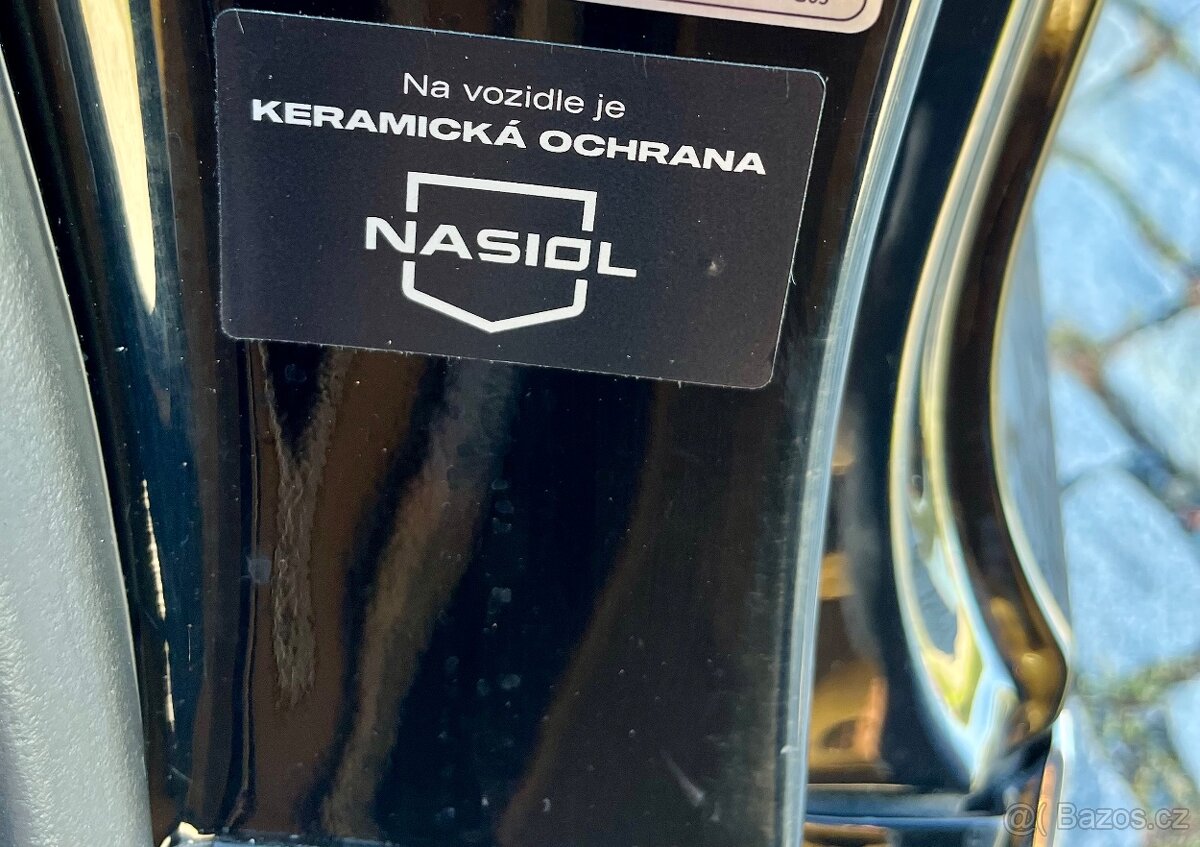 Na vozidle je
KERAMICKÁ OCHRANA
NASIOL
@( Bazos.cz